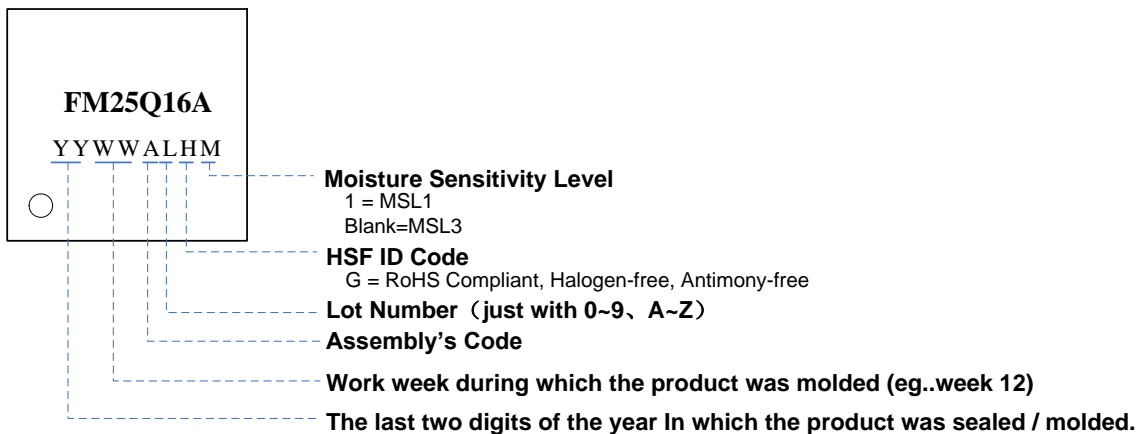 FM25Q16A
YYWWALHM
Moisture Sensitivity Level
1 = MSL1
Blank=MSL3
HSF ID Code
G = RoHS Compliant, Halogen-free, Antimony-free
Lot Number（just with 0~9、A~Z）
Assembly's Code
Work week during which the product was molded (eg..week 12)
The last two digits of the year In which the product was sealed / molded.